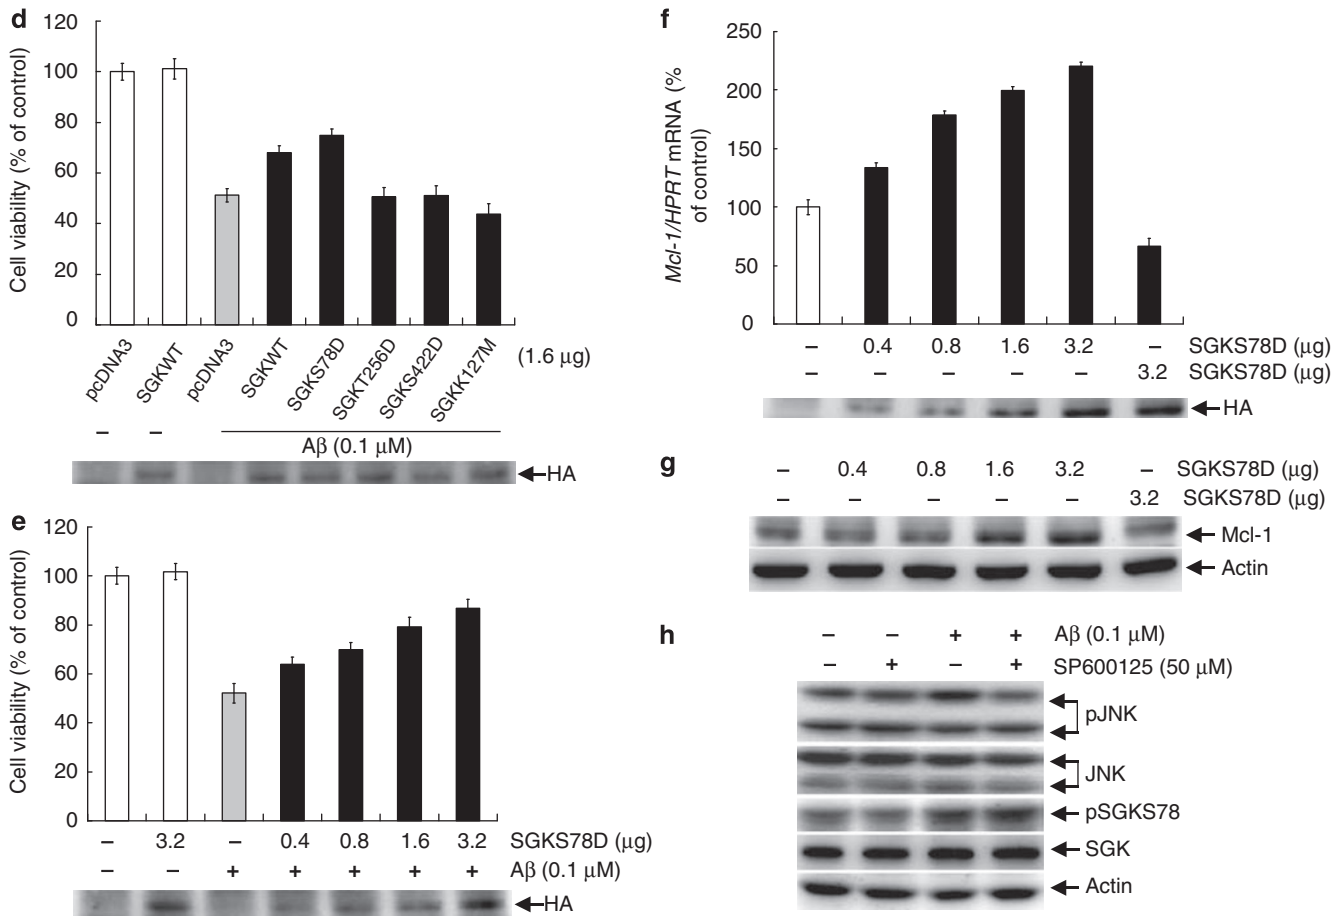 d
Cell viability (% of control)
120
100
80
60
40
20
0
pcDNA3
SGKWT
pcDNA3
SGKWT
SGKS78D
SGKT256D
SGKS422D
SGKK127M
(1.6 µg)
– –
Aβ (0.1 µM)
HA
e
Cell viability (% of control)
120
100
80
60
40
20
0
– 3.2 – 0.4 0.8 1.6 3.2 SGKS78D (µg)
– – + + + + + Aβ (0.1 µM)
HA
f
Mcl-1/HPRT mRNA (%
of control)
250
200
150
100
50
0
– 0.4 0.8 1.6 3.2 – SGKS78D (µg)
– – – – – 3.2 SGKS78D (µg)
HA
g
– 0.4 0.8 1.6 3.2 – SGKS78D (µg)
– – – – – 3.2 SGKS78D (µg)
Mcl-1
Actin
h
– – + + Aβ (0.1 µM)
– + – + SP600125 (50 µM)
pJNK
JNK
pSGKS78
SGK
Actin